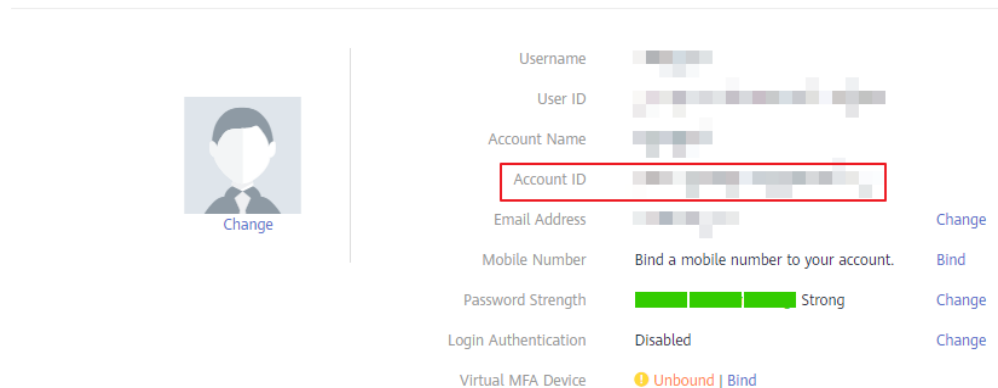 Username
User ID
Account Name
Account ID
Change
Email Address Change
Mobile Number Bind a mobile number to your account. Bind
Password Strength Strong Change
Login Authentication Disabled Change
Virtual MFA Device Unbound | Bind